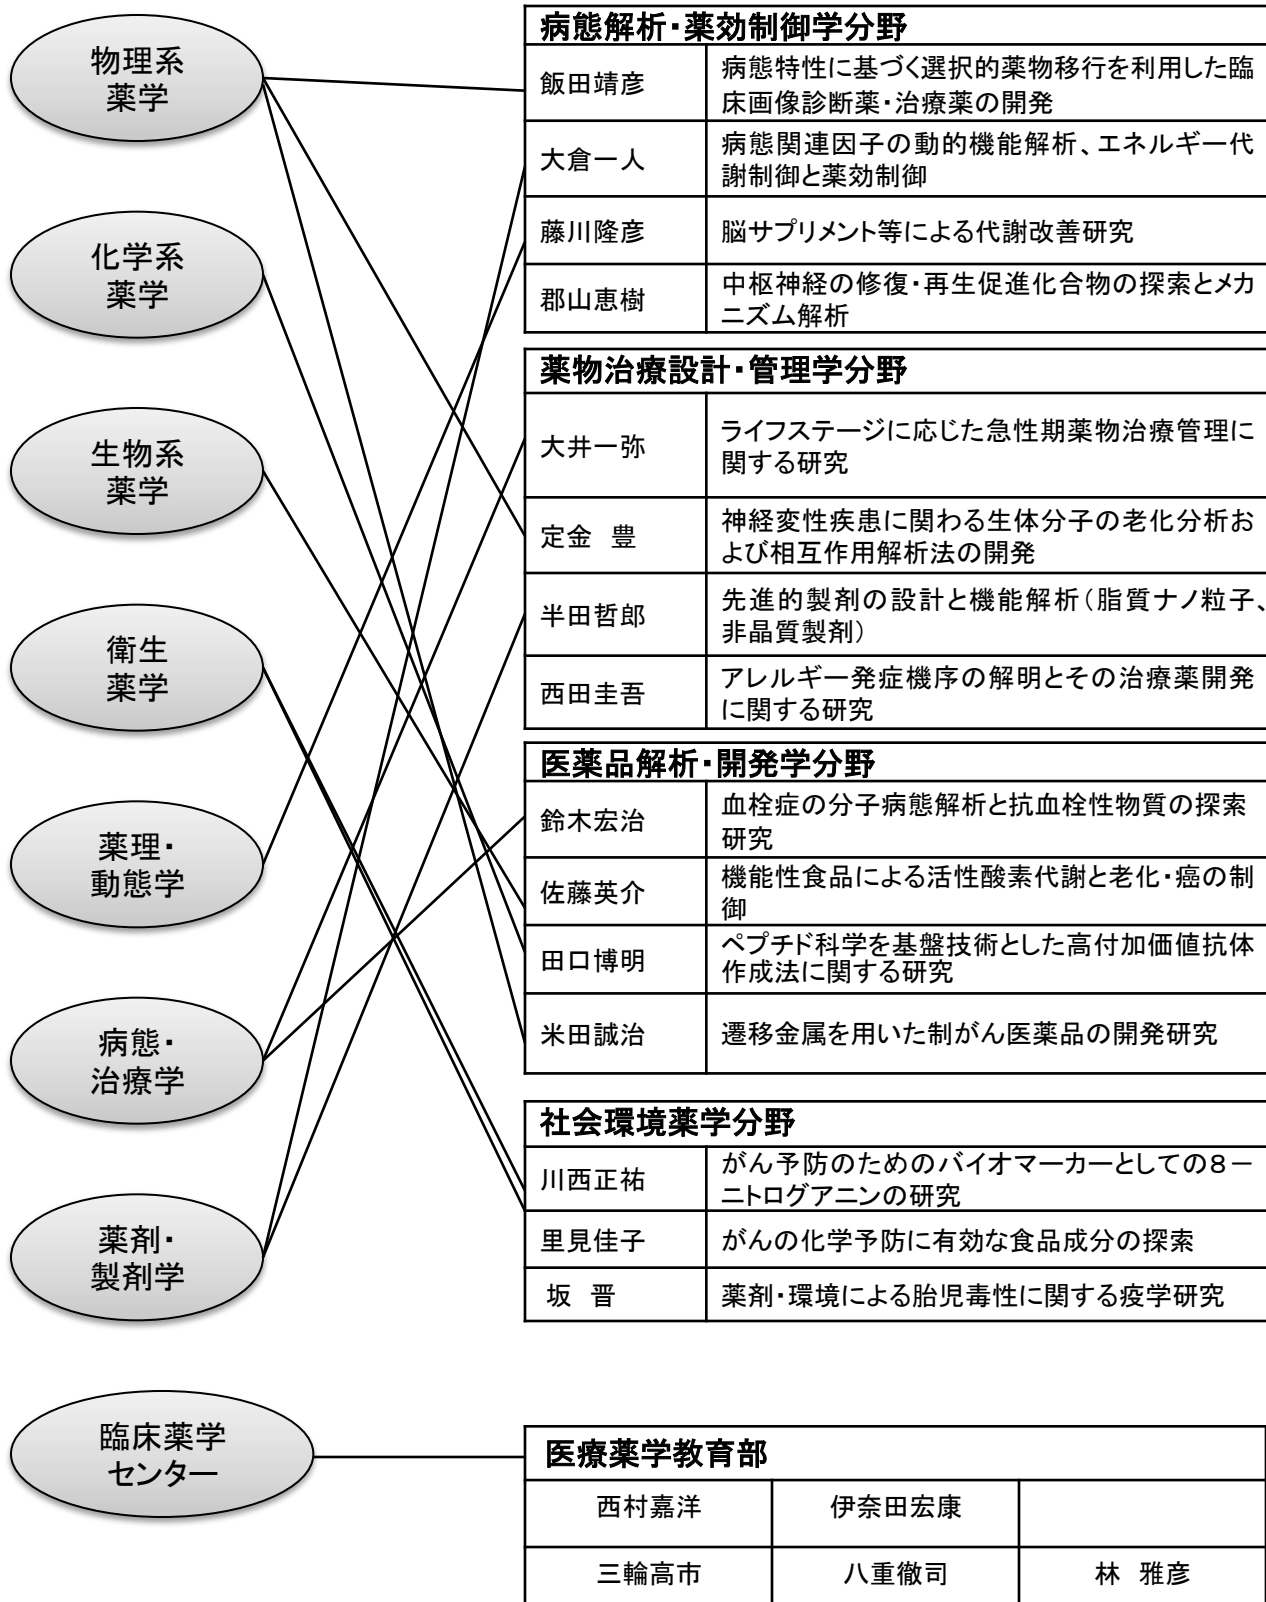 物理系
薬学
化学系
薬学
生物系
薬学
衛生
薬学
薬理・
動態学
病態・
治療学
薬剤・
製剤学
臨床薬学
センター
病態解析・薬効制御学分野
飯田靖彦
病態特性に基づく選択的薬物移行を利用した臨
床画像診断薬・治療薬の開発
大倉一人
病態関連因子の動的機能解析、エネルギー代
謝制御と薬効制御
藤川隆彦
脳サプリメント等による代謝改善研究
郡山恵樹
中枢神経の修復・再生促進化合物の探索とメカ
ニズム解析
薬物治療設計・管理学分野
大井一弥
ライフステージに応じた急性期薬物治療管理に
関する研究
定金 豊
神経変性疾患に関わる生体分子の老化分析お
よび相互作用解析法の開発
半田哲郎
先進的製剤の設計と機能解析（脂質ナノ粒子、
非晶質製剤）
西田圭吾
アレルギー発症機序の解明とその治療薬開発
に関する研究
医薬品解析・開発学分野
鈴木宏治
血栓症の分子病態解析と抗血栓性物質の探索
研究
佐藤英介
機能性食品による活性酸素代謝と老化・癌の制
御
田口博明
ペプチド科学を基盤技術とした高付加価値抗体
作成法に関する研究
米田誠治
遷移金属を用いた制がん医薬品の開発研究
社会環境薬学分野
川西正祐
がん予防のためのバイオマーカーとしての８－
ニトログアニンの研究
里見佳子
がんの化学予防に有効な食品成分の探索
坂 晋
薬剤・環境による胎児毒性に関する疫学研究
医療薬学教育部
西村嘉洋
伊奈田宏康
三輪高市
八重徹司
林 雅彦